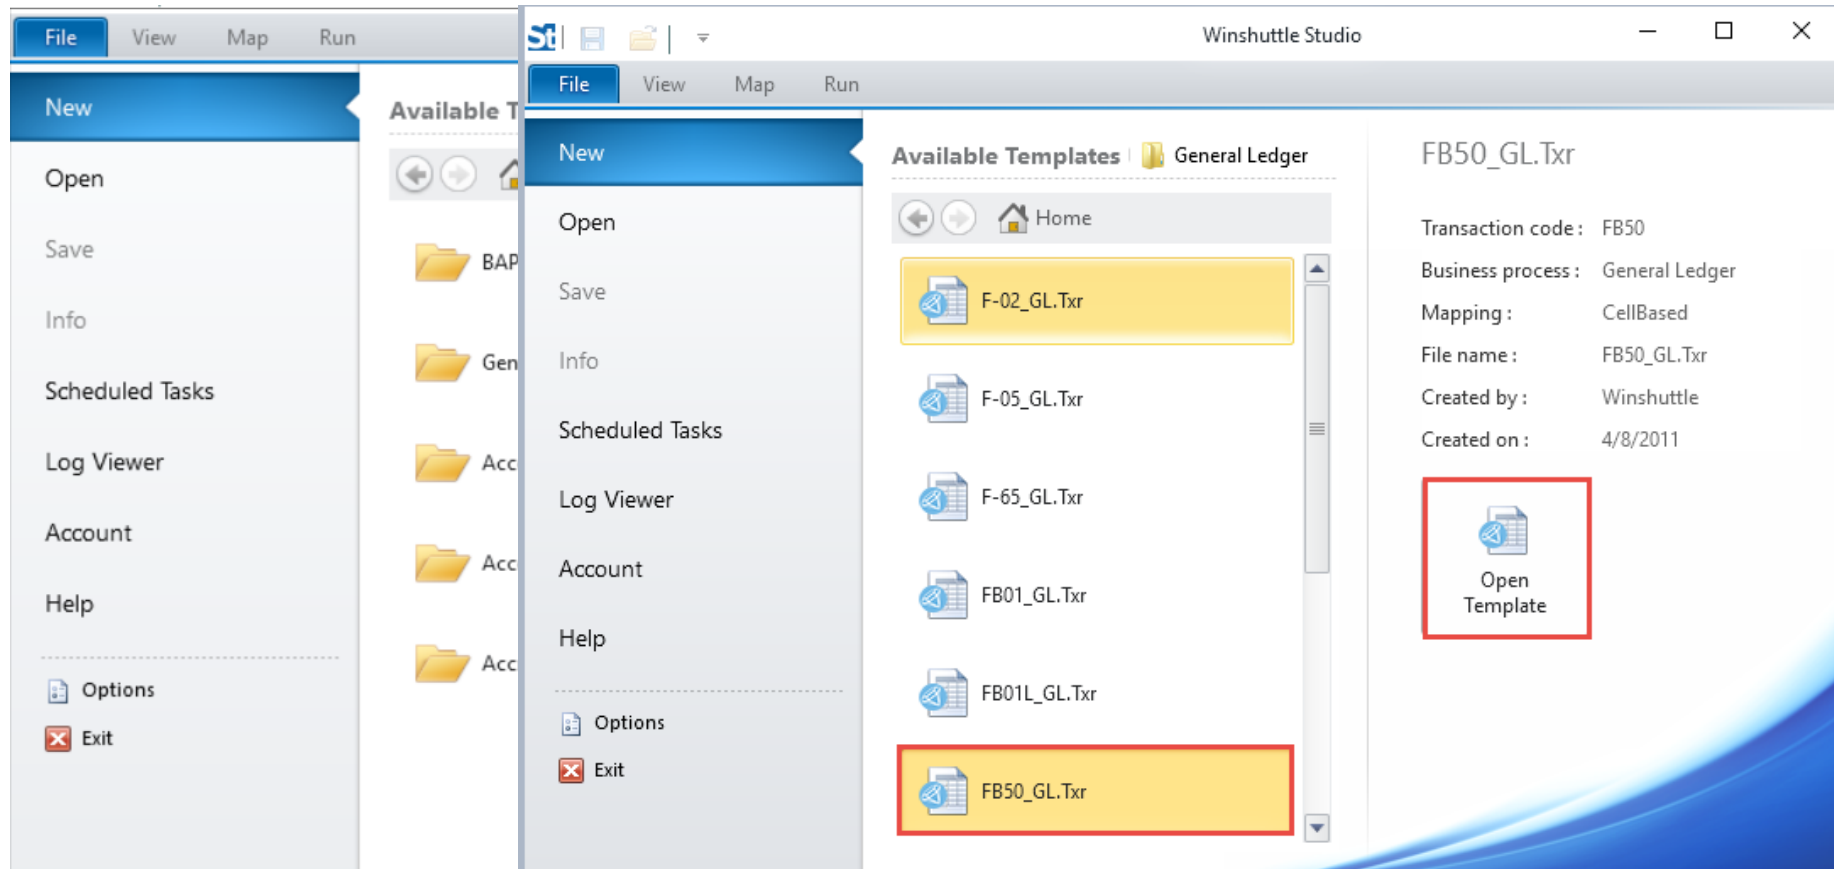 File View Map Run
New
Open
Save
Info
Scheduled Tasks
Log Viewer
Account
Help
Options
Exit
Available T
BAP
Gen
Acc
Acc
Acc
St Winshuttle Studio
File View Map Run
New
Open
Save
Info
Scheduled Tasks
Log Viewer
Account
Help
Options
Exit
Available Templates General Ledger
Home
F-02_GL.Txr
F-05_GL.Txr
F-65_GL.Txr
FB01_GL.Txr
FB01L_GL.Txr
FB50_GL.Txr
FB50_GL.Txr
Transaction code : FB50
Business process : General Ledger
Mapping : CellBased
File name : FB50_GL.Txr
Created by : Winshuttle
Created on : 4/8/2011
Open
Template